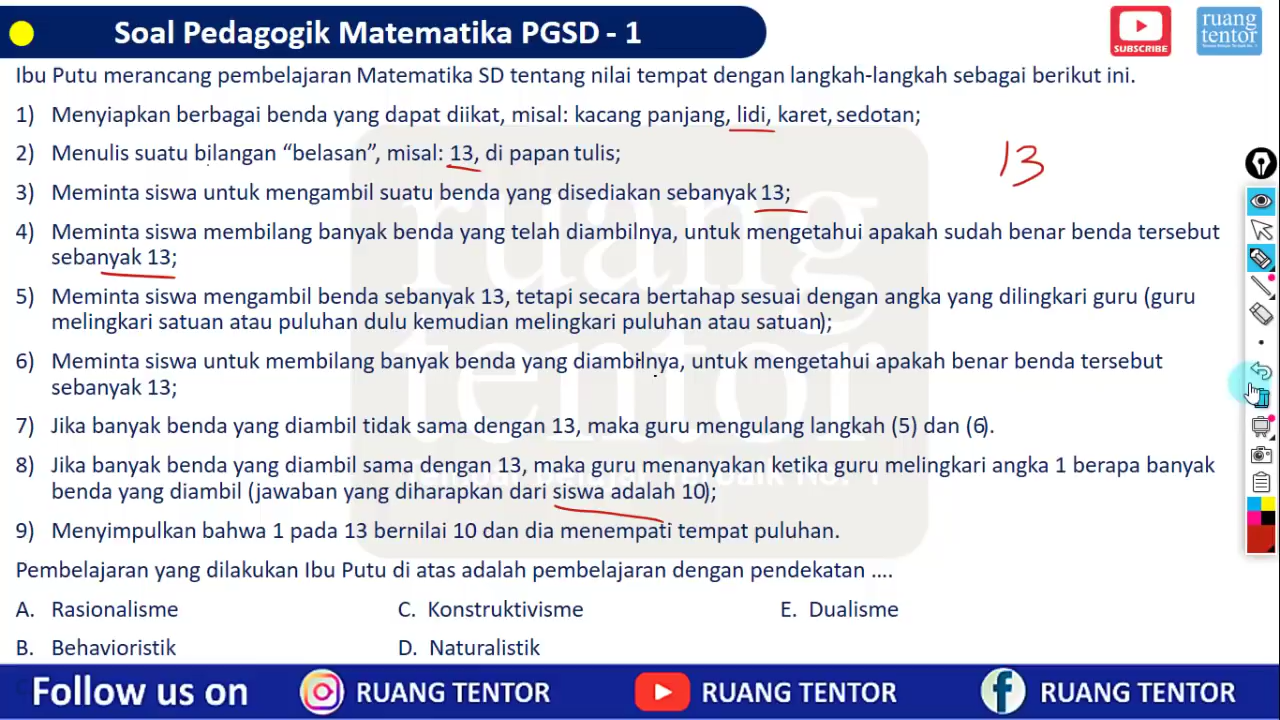 Soal Pedagogik Matematika PGSD - 1
SUBSCRIBE
ruang
tentor
Ibu Putu merancang pembelajaran Matematika SD tentang nilai tempat dengan langkah-langkah sebagai berikut ini.
1) Menyiapkan berbagai benda yang dapat diikat, misal: kacang panjang, lidi, karet, sedotan;
2) Menulis suatu bilangan “belasan”, misal: 13, di papan tulis;
13
3) Meminta siswa untuk mengambil suatu benda yang disediakan sebanyak 13;
4) Meminta siswa membilang banyak benda yang telah diambilnya, untuk mengetahui apakah sudah benar benda tersebut
sebanyak 13;
5) Meminta siswa mengambil benda sebanyak 13, tetapi secara bertahap sesuai dengan angka yang dilingkari guru (guru
melingkari satuan atau puluhan dulu kemudian melingkari puluhan atau satuan);
6) Meminta siswa untuk membilang banyak benda yang diambilnya, untuk mengetahui apakah benar benda tersebut
sebanyak 13;
7) Jika banyak benda yang diambil tidak sama dengan 13, maka guru mengulang langkah (5) dan (6).
8) Jika banyak benda yang diambil sama dengan 13, maka guru menanyakan ketika guru melingkari angka 1 berapa banyak
benda yang diambil (jawaban yang diharapkan dari siswa adalah 10);
9) Menyimpulkan bahwa 1 pada 13 bernilai 10 dan dia menempati tempat puluhan.
Pembelajaran yang dilakukan Ibu Putu di atas adalah pembelajaran dengan pendekatan ....
A. Rasionalisme C. Konstruktivisme E. Dualisme
B. Behavioristik D. Naturalistik
ruang
tentor
Follow us on RUANG TENTOR RUANG TENTOR RUANG TENTOR